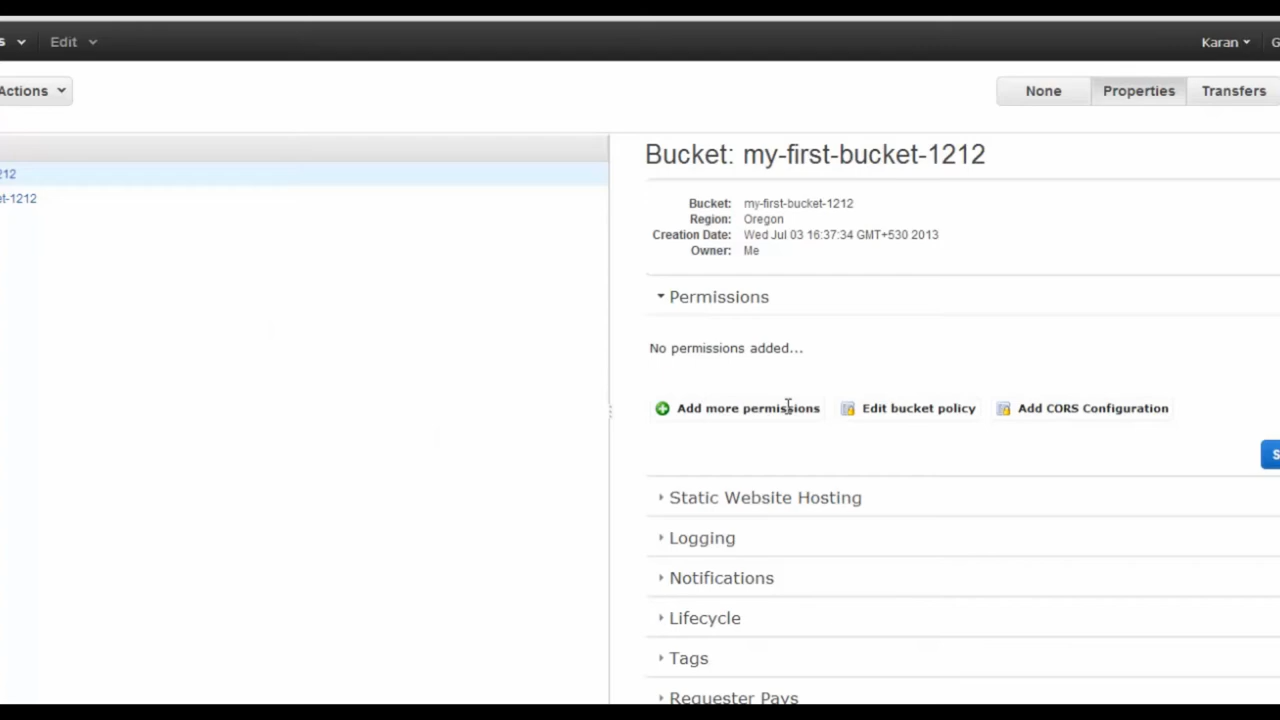 s Edit Karan G
Actions None Properties Transfers
Bucket: my-first-bucket-1212
212
et-1212
Bucket: my-first-bucket-1212
Region: Oregon
Creation Date: Wed Jul 03 16:37:34 GMT+530 2013
Owner: Me
Permissions
No permissions added...
Add more permissions Edit bucket policy Add CORS Configuration
S
Static Website Hosting
Logging
Notifications
Lifecycle
Tags
Requester Pays